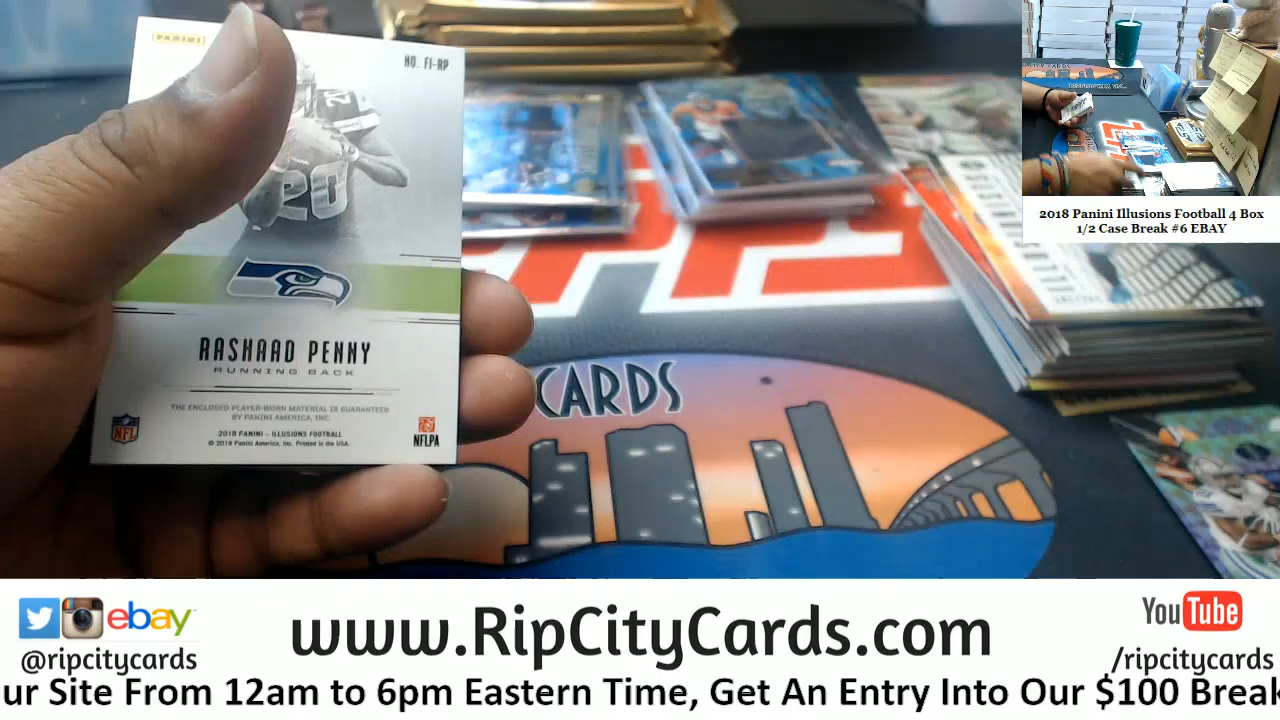 PANINI
NO. FI-RP
20
20
RASHAAD PENNY
RUNNING BACK
THE ENCLOSED PLAYER-WORN MATERIAL IS GUARANTEED
BY PANINI AMERICA, INC.
2018 PANINI - ILLUSIONS FOOTBALL
© 2018 Panini America, Inc. Printed in the USA.
NFL
NFLPA
CARDS
2018 Panini Illusions Football 4 Box
1/2 Case Break #6 EBAY
ebay
@ripcitycards
www.RipCityCards.com
YouTube
/ripcitycards
ur Site From 12am to 6pm Eastern Time, Get An Entry Into Our $100 Break